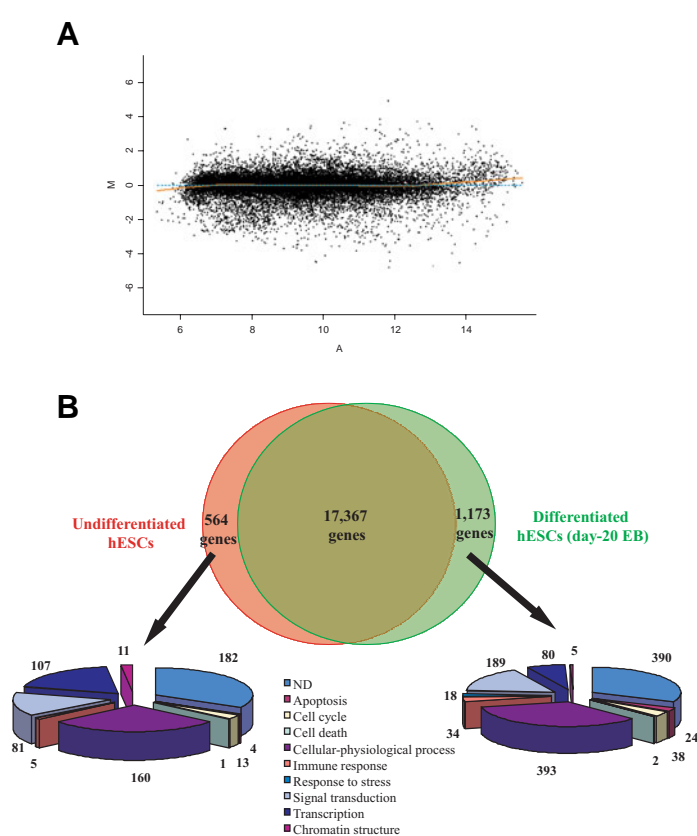 A
6
4
2
0
-2
-4
-6
M
6
8
10
12
14
A
B
Undifferentiated
hESCs
564
genes
17,367
genes
1,173
genes
Differentiated
hESCs (day-20 EB)
11
107
182
81
5
160
1
13
4
ND
Apoptosis
Cell cycle
Cell death
Cellular-physiological process
Immune response
Response to stress
Signal transduction
Transcription
Chromatin structure
5
80
189
390
18
34
393
2
38
24